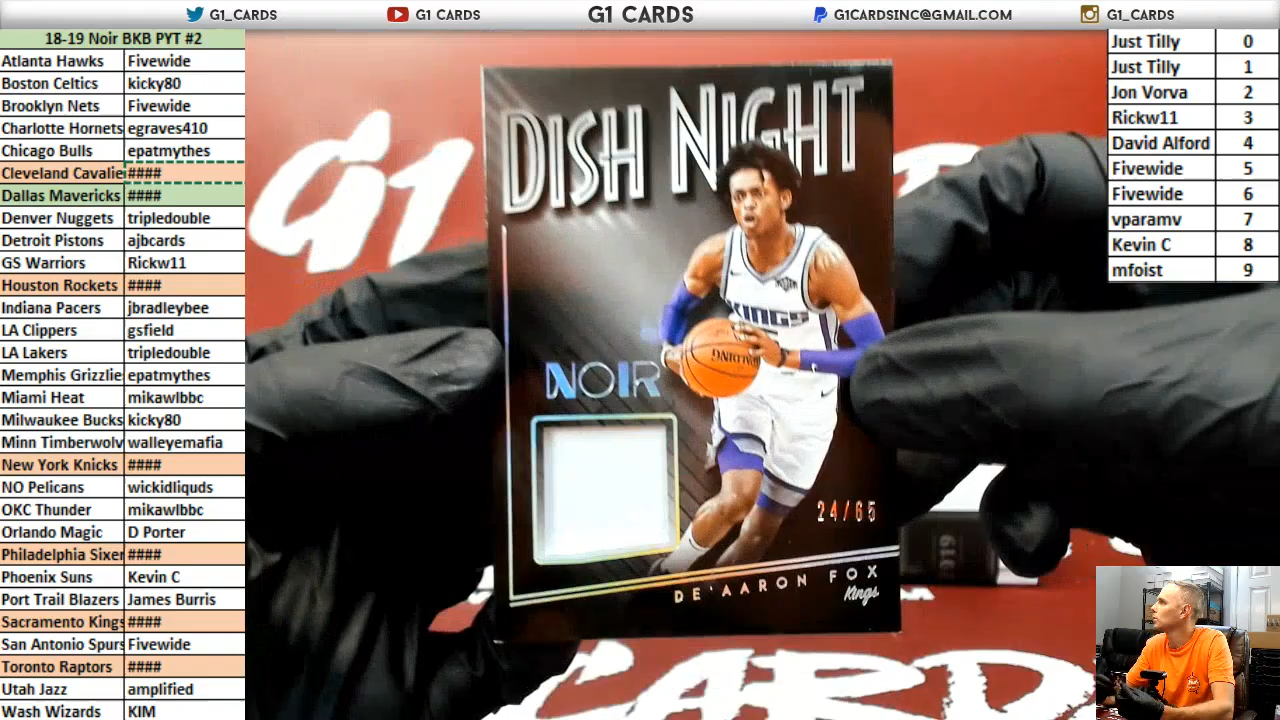 G1_CARDS
G1 CARDS
G1 CARDS
G1CARDSINC@GMAIL.COM
G1_CARDS
18-19 Noir BKB PYT #2
Atlanta Hawks Fivewide
Boston Celtics kicky80
Brooklyn Nets Fivewide
Charlotte Hornets egraves410
Chicago Bulls epatmythes
Cleveland Cavalie ####
Dallas Mavericks ####
Denver Nuggets tripledouble
Detroit Pistons ajbcards
GS Warriors Rickw11
Houston Rockets ####
Indiana Pacers jbradleybee
LA Clippers gsfield
LA Lakers tripledouble
Memphis Grizzlie epatmythes
Miami Heat mikawlbbc
Milwaukee Bucks kicky80
Minn Timberwolv walleyemafia
New York Knicks ####
NO Pelicans wickidliquds
OKC Thunder mikawlbbc
Orlando Magic D Porter
Philadelphia Sixer ####
Phoenix Suns Kevin C
Port Trail Blazers James Burris
Sacramento Kings ####
San Antonio Spurs Fivewide
Toronto Raptors ####
Utah Jazz amplified
Wash Wizards KIM
G1
DISH NIGHT
KINGS
SPALDING
NOIR
24/65
DE'AARON FOX
Kings
CARD
Just Tilly 0
Just Tilly 1
Jon Vorva 2
Rickw11 3
David Alford 4
Fivewide 5
Fivewide 6
vparamv 7
Kevin C 8
mfoist 9